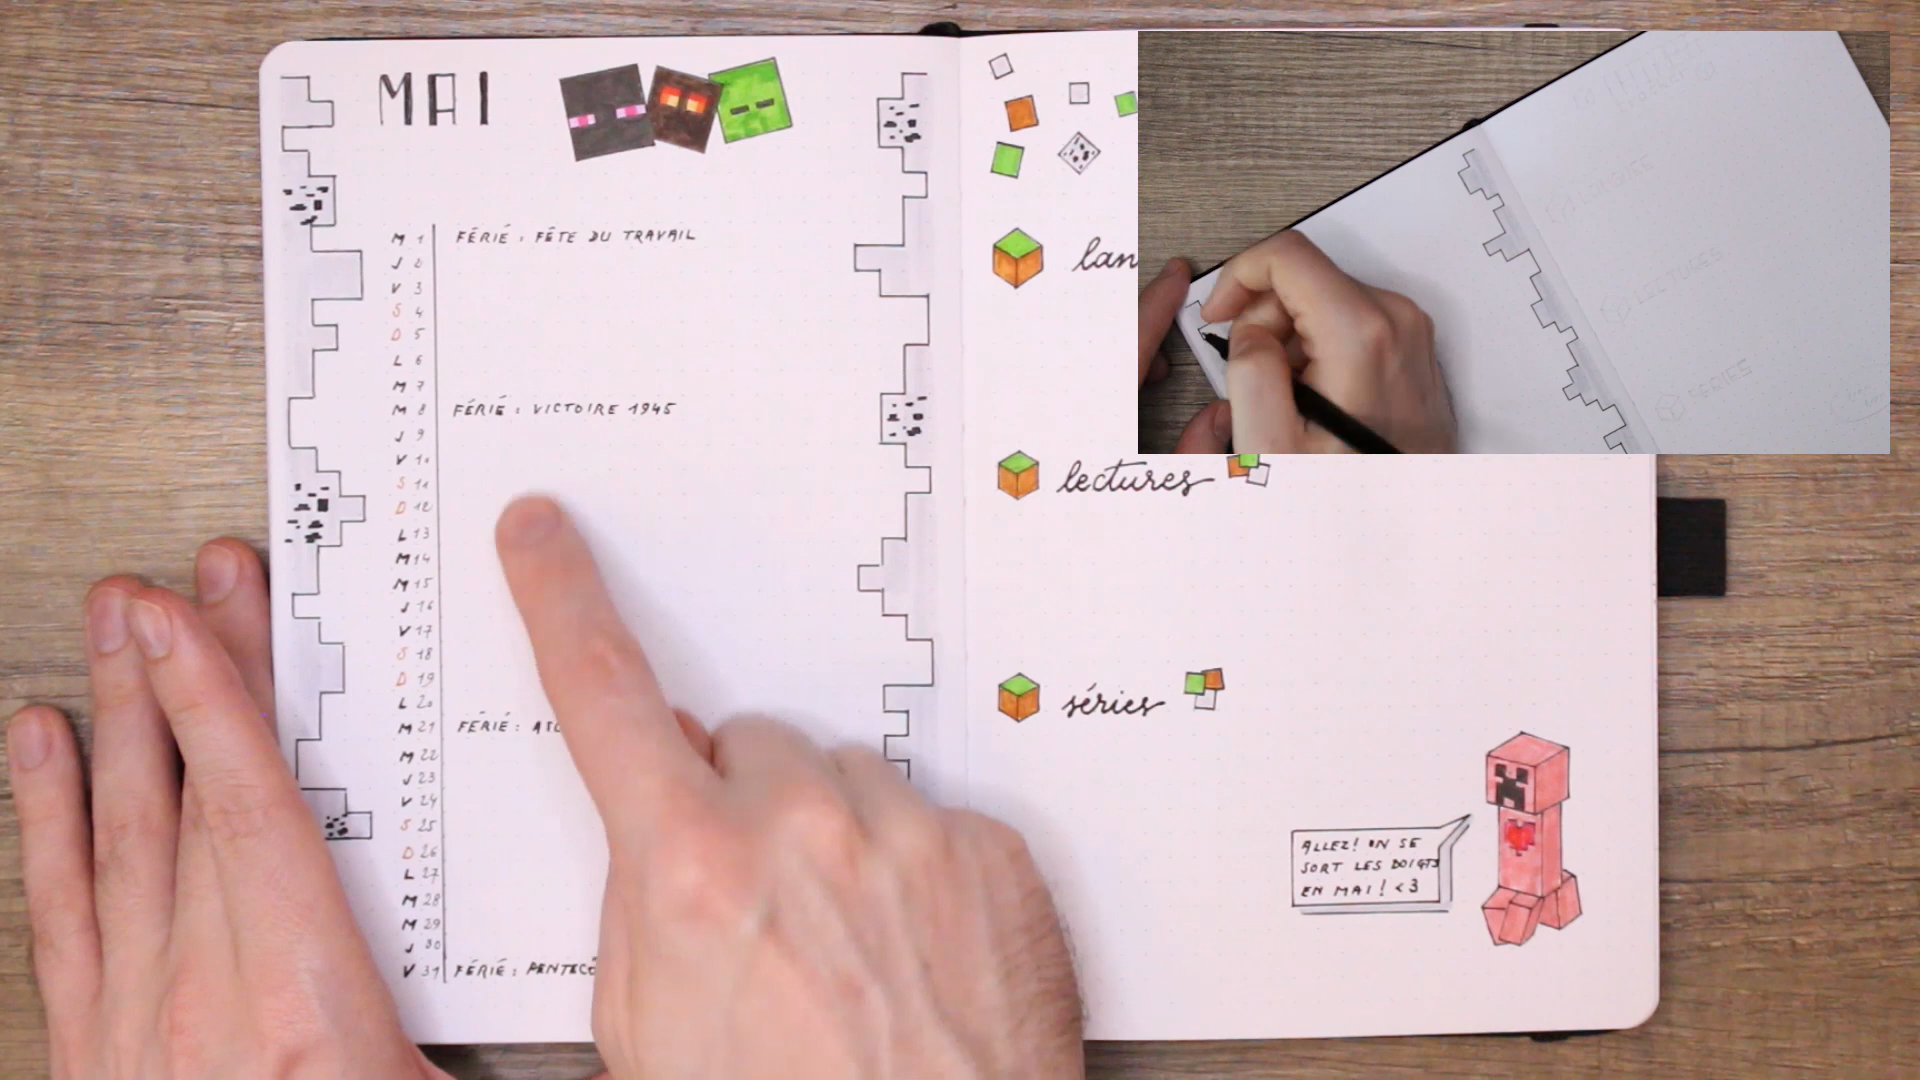 MAI
M 1 FÉRIÉ : FÊTE DU TRAVAIL
J 2
V 3
S 4
D 5
L 6
M 7
M 8 FÉRIÉ : VICTOIRE 1945
J 9
V 10
S 11
D 12
L 13
M 14
M 15
J 16
V 17
S 18
D 19
L 20
M 21 FÉRIÉ :
M 22
J 23
V 24
S 25
D 26
L 27
M 28
M 29
J 30
V 31 FÉRIÉ :
lectures
séries
ALLEZ! ON SE
SORT LES DOIGTS
EN MAI! <3
LECTURES
SÉRIES